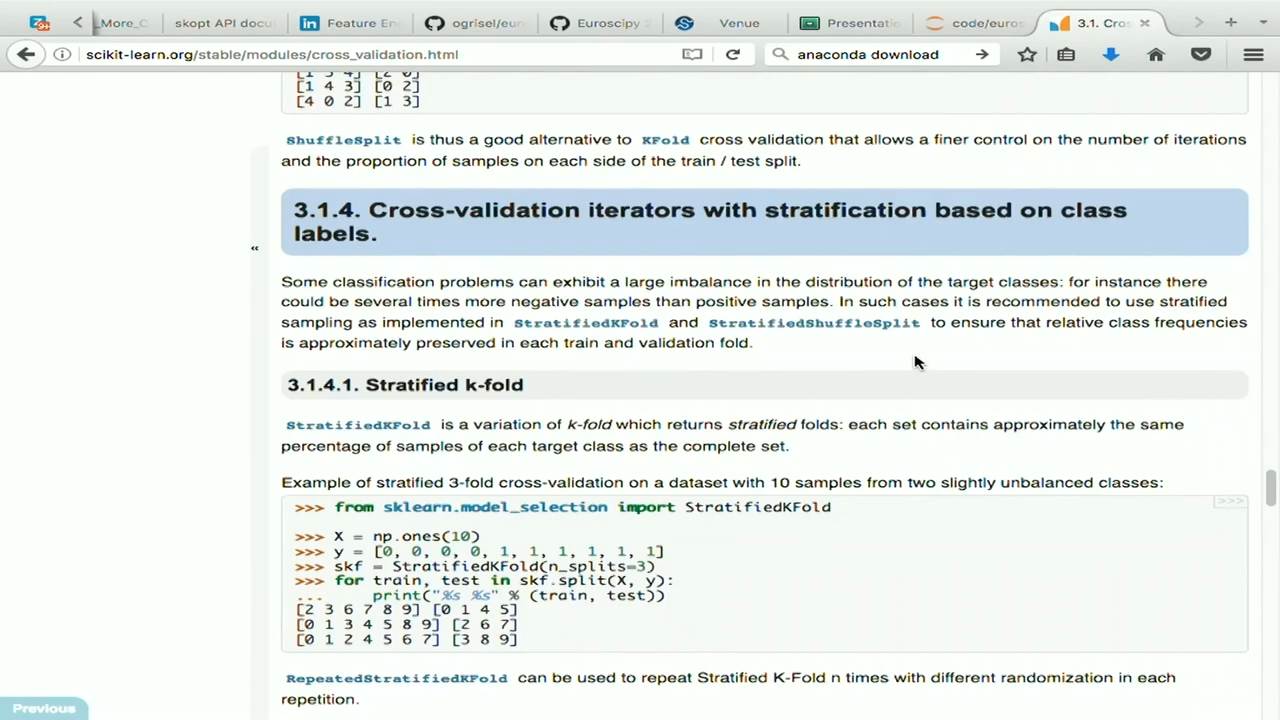 More_C
skopt API docu
Feature En
ogrisel/eur
Euroscipy
Venue
Presentati
code/euros
3.1. Cro
scikit-learn.org/stable/modules/cross_validation.html
anaconda download
[1 4 3] [0 2]
[4 0 2] [1 3]
ShuffleSplit is thus a good alternative to KFold cross validation that allows a finer control on the number of iterations
and the proportion of samples on each side of the train / test split.
3.1.4. Cross-validation iterators with stratification based on class
labels.
«
Some classification problems can exhibit a large imbalance in the distribution of the target classes: for instance there
could be several times more negative samples than positive samples. In such cases it is recommended to use stratified
sampling as implemented in StratifiedKFold and StratifiedShuffleSplit to ensure that relative class frequencies
is approximately preserved in each train and validation fold.
3.1.4.1. Stratified k-fold
StratifiedKFold is a variation of k-fold which returns stratified folds: each set contains approximately the same
percentage of samples of each target class as the complete set.
Example of stratified 3-fold cross-validation on a dataset with 10 samples from two slightly unbalanced classes:
>>>
>>> from sklearn.model_selection import StratifiedKFold
>>> X = np.ones(10)
>>> y = [0, 0, 0, 0, 1, 1, 1, 1, 1, 1]
>>> skf = StratifiedKFold(n_splits=3)
>>> for train, test in skf.split(X, y):
... print("%s %s" % (train, test))
[2 3 6 7 8 9] [0 1 4 5]
[0 1 3 4 5 8 9] [2 6 7]
[0 1 2 4 5 6 7] [3 8 9]
RepeatedStratifiedKFold can be used to repeat Stratified K-Fold n times with different randomization in each
repetition.
Previous